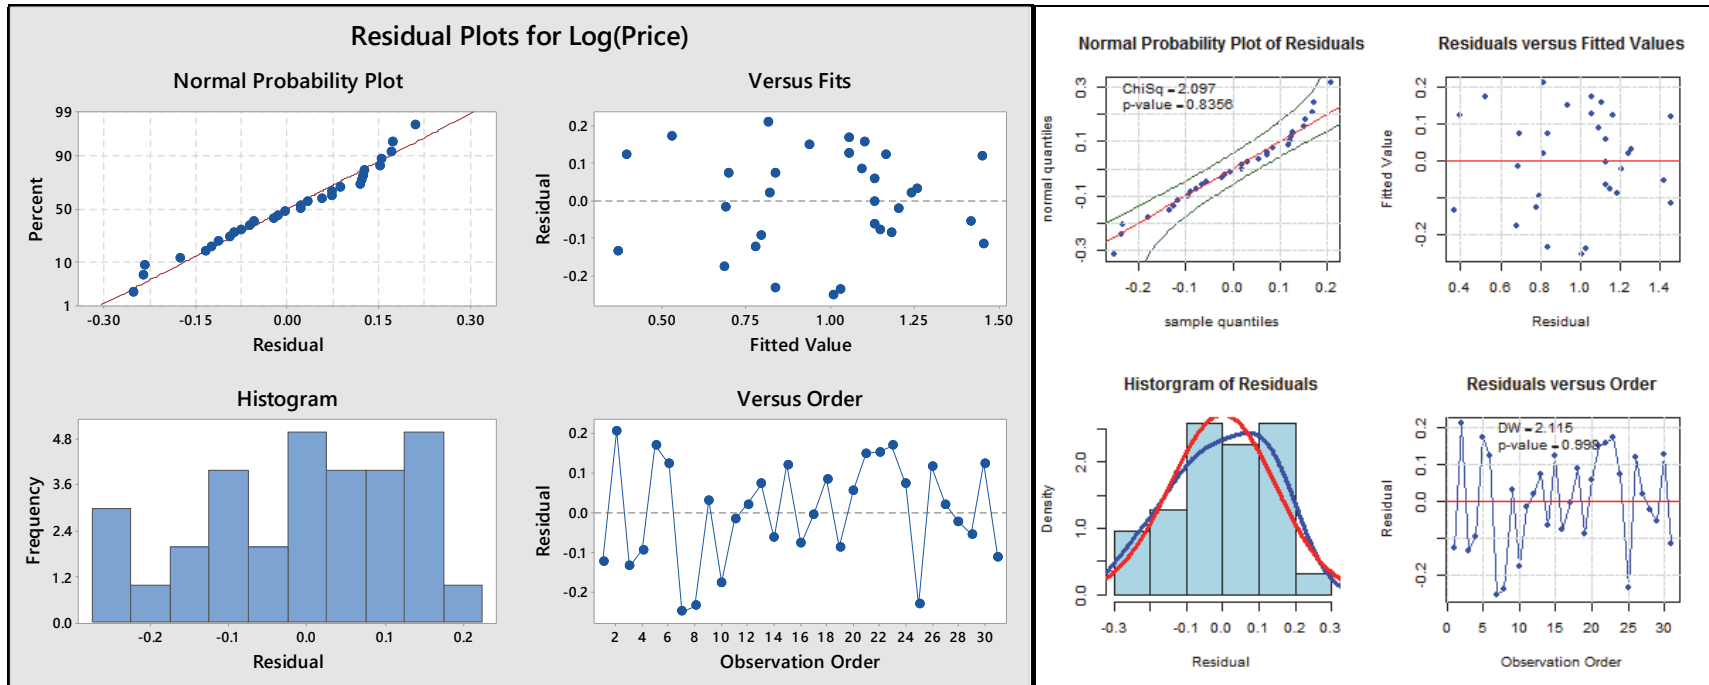 Residual Plots for Log(Price)
Normal Probability Plot
99
90
50
10
1
Percent
-0.30 -0.15 0.00 0.15 0.30
Residual
Versus Fits
0.2
0.1
0.0
-0.1
-0.2
Residual
0.50 0.75 1.00 1.25 1.50
Fitted Value
Histogram
4.8
3.6
2.4
1.2
0.0
Frequency
-0.2 -0.1 0.0 0.1 0.2
Residual
Versus Order
0.2
0.1
0.0
-0.1
-0.2
Residual
2 4 6 8 10 12 14 16 18 20 22 24 26 28 30
Observation Order
Normal Probability Plot of Residuals
ChiSq = 2.097
p-value = 0.8356
normal quantiles
-0.3 -0.1 0.1 0.3
-0.2 -0.1 0.0 0.1 0.2
sample quantiles
Residuals versus Fitted Values
Fitted Value
-0.2 0.0 0.1 0.2
0.4 0.6 0.8 1.0 1.2 1.4
Residual
Historgram of Residuals
Density
0.0 1.0 2.0
-0.3 -0.1 0.0 0.1 0.2 0.3
Residual
Residuals versus Order
DW = 2.115
p-value = 0.998
Residual
-0.2 0.0 0.1 0.2
0 5 10 15 20 25 30
Observation Order